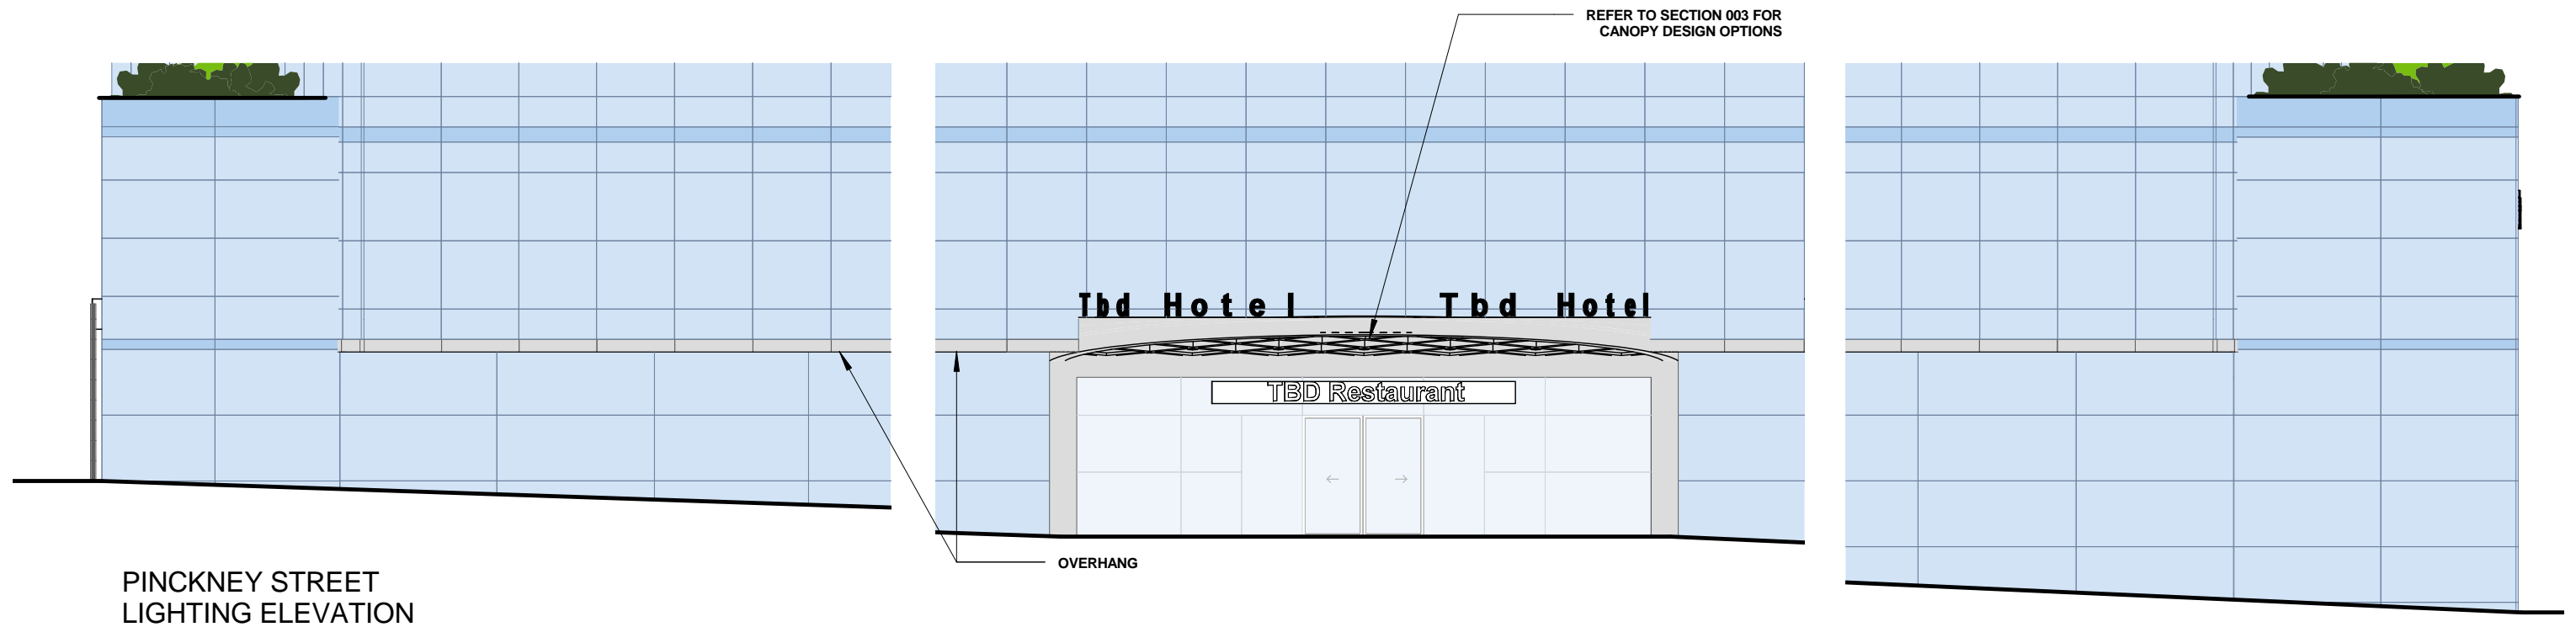 REFER TO SECTION 003 FOR
CANOPY DESIGN OPTIONS
Tbd Hotel Tbd Hotel
TBD Restaurant
OVERHANG
PINCKNEY STREET
LIGHTING ELEVATION